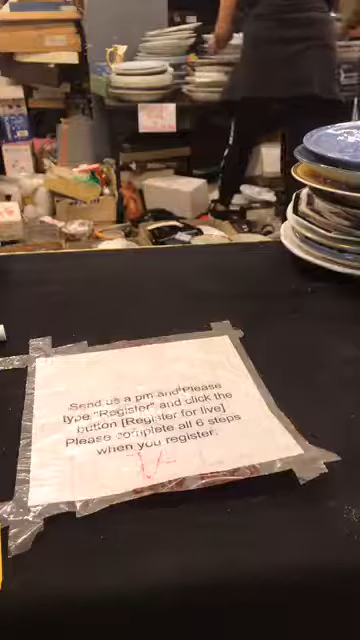 Send us a pm and Please
type "Register" and click the
button [Register for live]
Please complete all 6 steps
when you register.